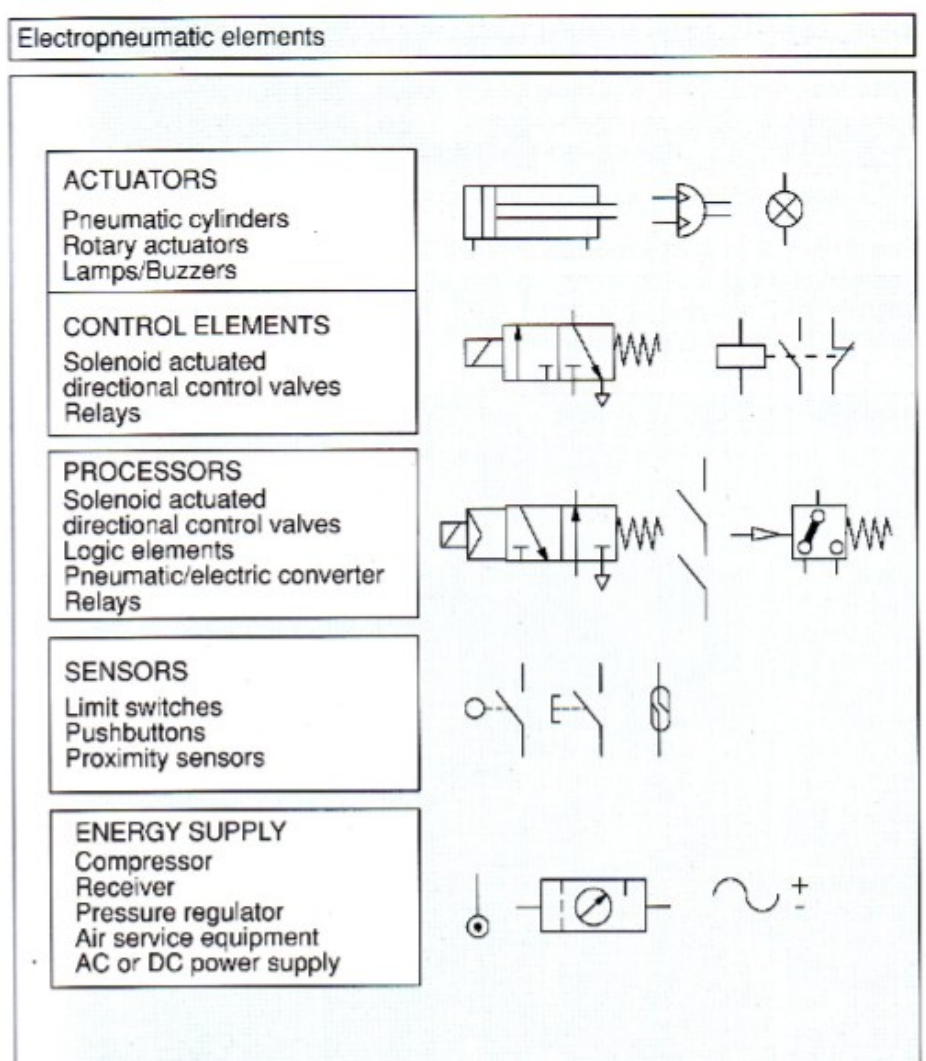 Electropneumatic elements
ACTUATORS
Pneumatic cylinders
Rotary actuators
Lamps/Buzzers
CONTROL ELEMENTS
Solenoid actuated
directional control valves
Relays
PROCESSORS
Solenoid actuated
directional control valves
Logic elements
Pneumatic/electric converter
Relays
SENSORS
Limit switches
Pushbuttons
Proximity sensors
ENERGY SUPPLY
Compressor
Receiver
Pressure regulator
Air service equipment
AC or DC power supply
+
-